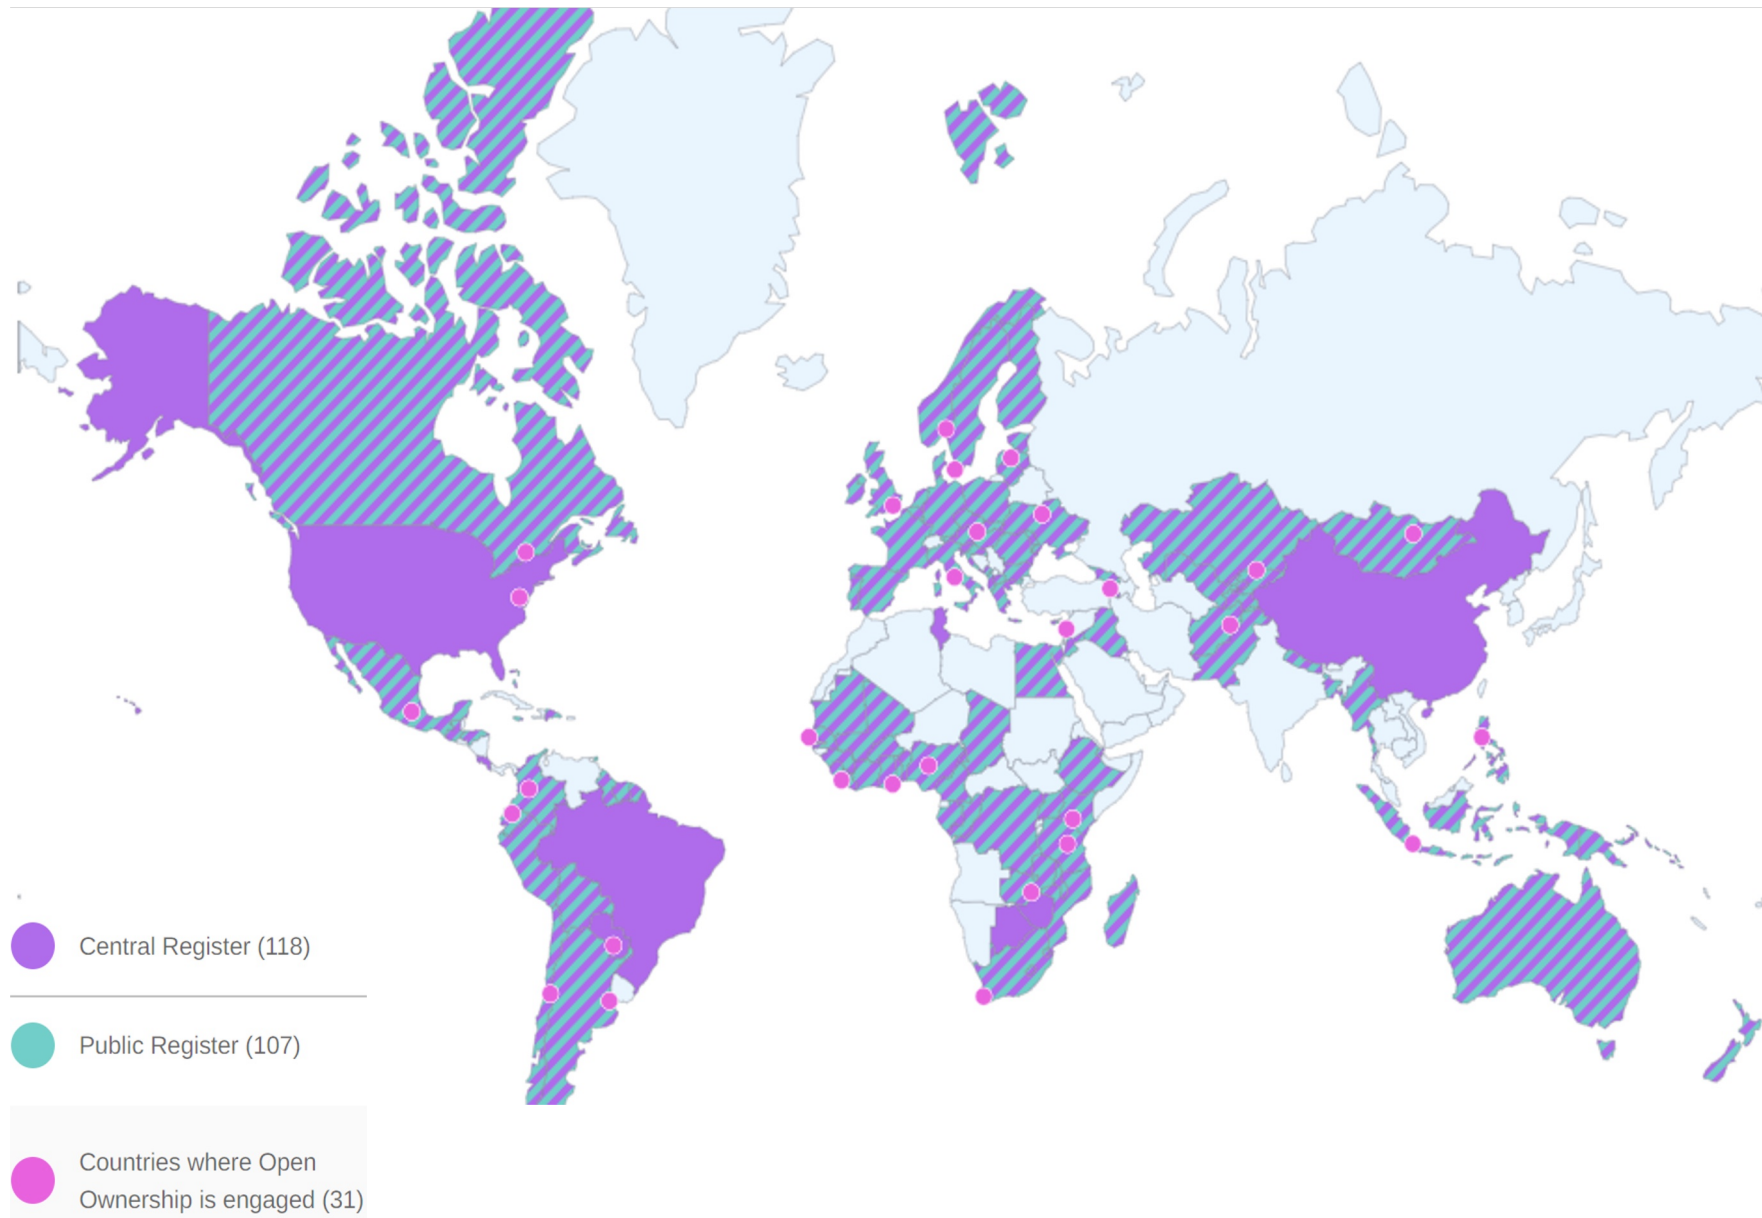 Central Register (118)
Public Register (107)
Countries where Open
Ownership is engaged (31)